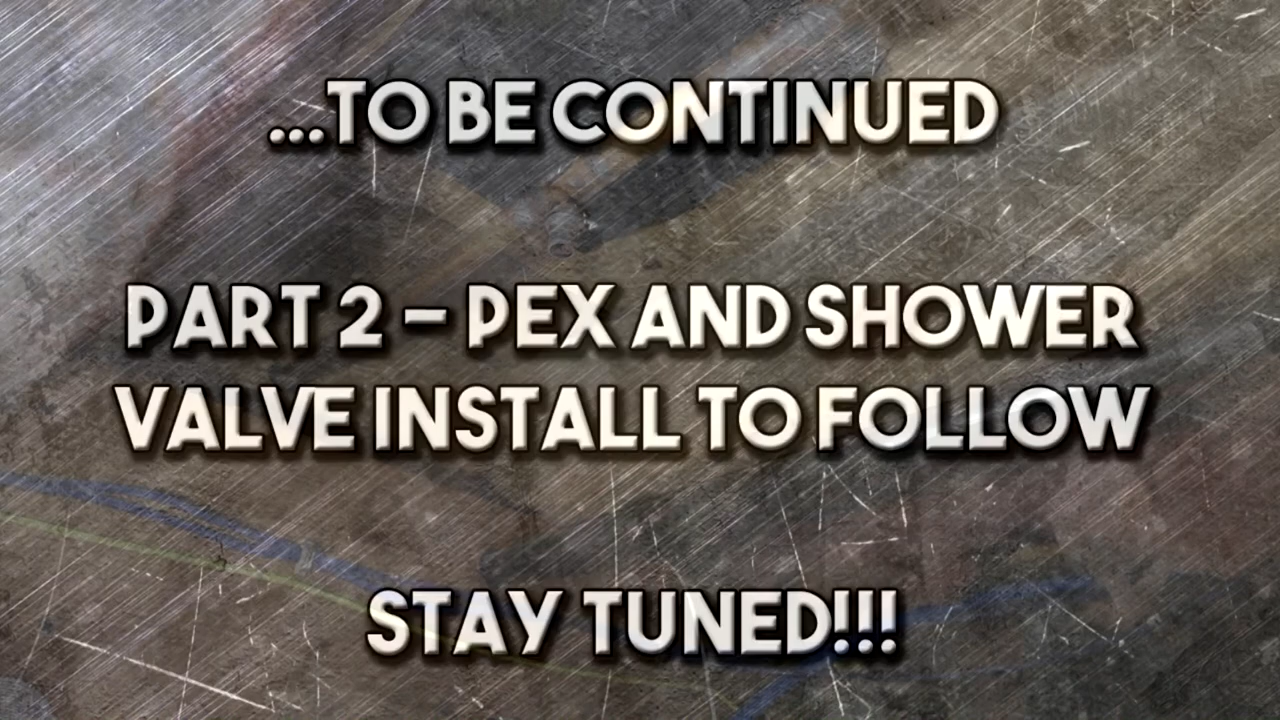 ...TO BE CONTINUED
PART 2 – PEX AND SHOWER
VALVE INSTALL TO FOLLOW
STAY TUNED!!!